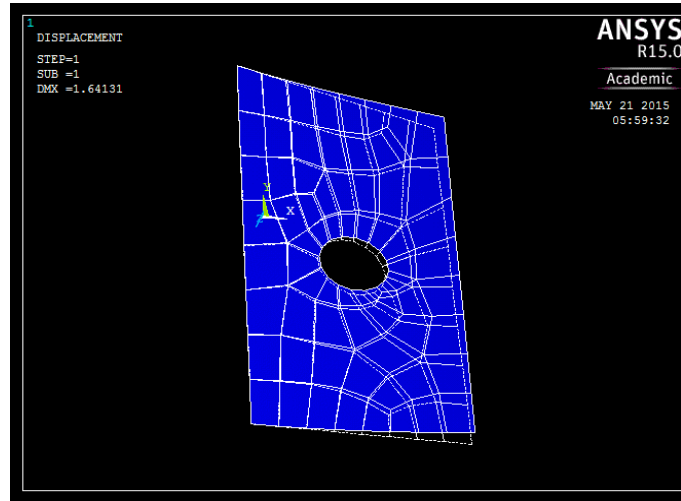 1
DISPLACEMENT
STEP=1
SUB =1
DMX =1.64131
ANSYS
R15.0
Academic
MAY 21 2015
05:59:32
Y
X